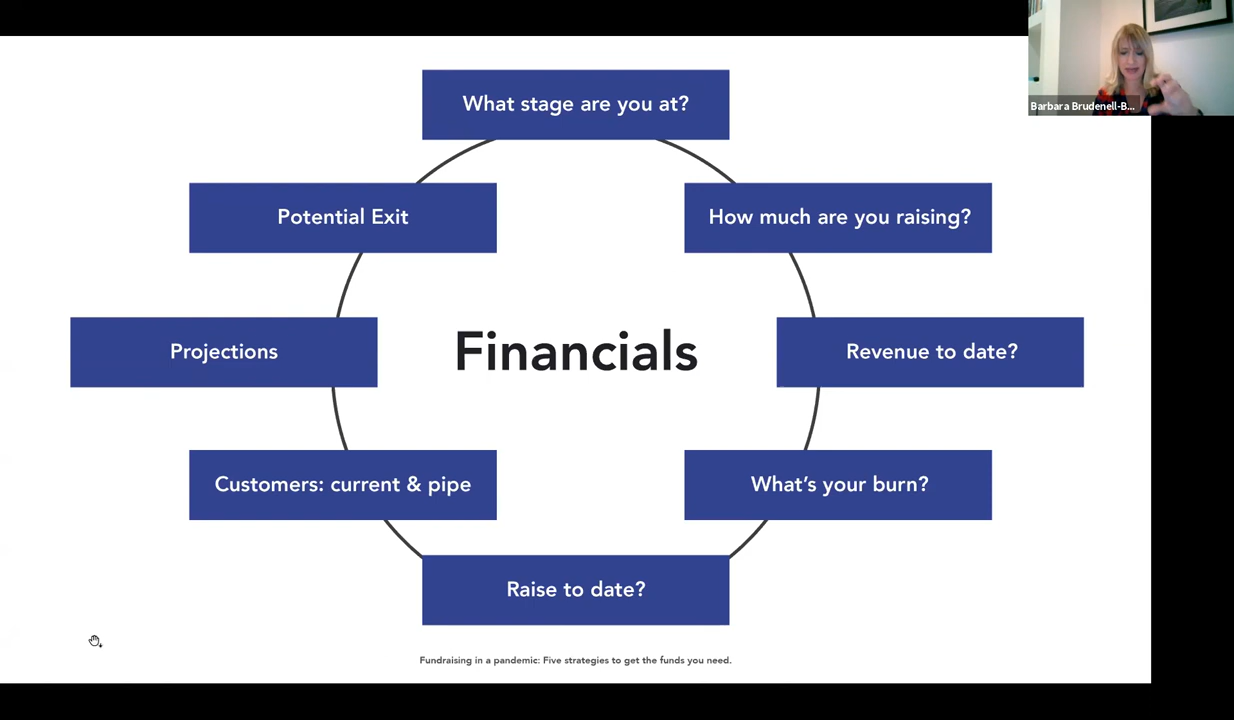 What stage are you at?
Barbara Brudenell-B...
Potential Exit
How much are you raising?
Projections
Financials
Revenue to date?
Customers: current & pipe
What's your burn?
Raise to date?
Fundraising in a pandemic: Five strategies to get the funds you need.